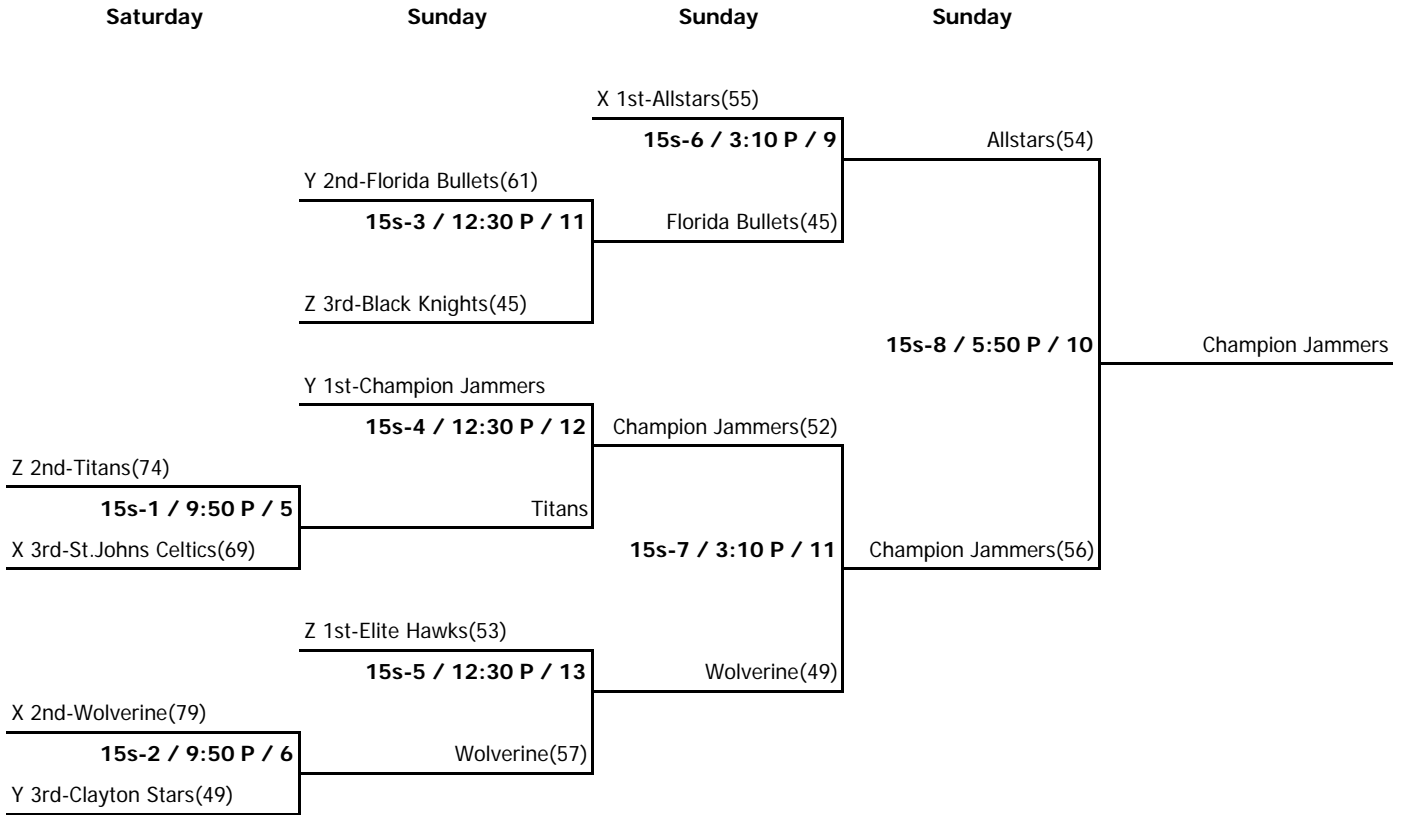 Saturday Sunday Sunday Sunday
X 1st-Allstars(55)
15s-6 / 3:10 P / 9 Allstars(54)
Y 2nd-Florida Bullets(61)
15s-3 / 12:30 P / 11 Florida Bullets(45)
Z 3rd-Black Knights(45)
15s-8 / 5:50 P / 10 Champion Jammers
Y 1st-Champion Jammers
15s-4 / 12:30 P / 12 Champion Jammers(52)
Z 2nd-Titans(74)
15s-1 / 9:50 P / 5 Titans
X 3rd-St.Johns Celtics(69) 15s-7 / 3:10 P / 11 Champion Jammers(56)
Z 1st-Elite Hawks(53)
15s-5 / 12:30 P / 13 Wolverine(49)
X 2nd-Wolverine(79)
15s-2 / 9:50 P / 6 Wolverine(57)
Y 3rd-Clayton Stars(49)